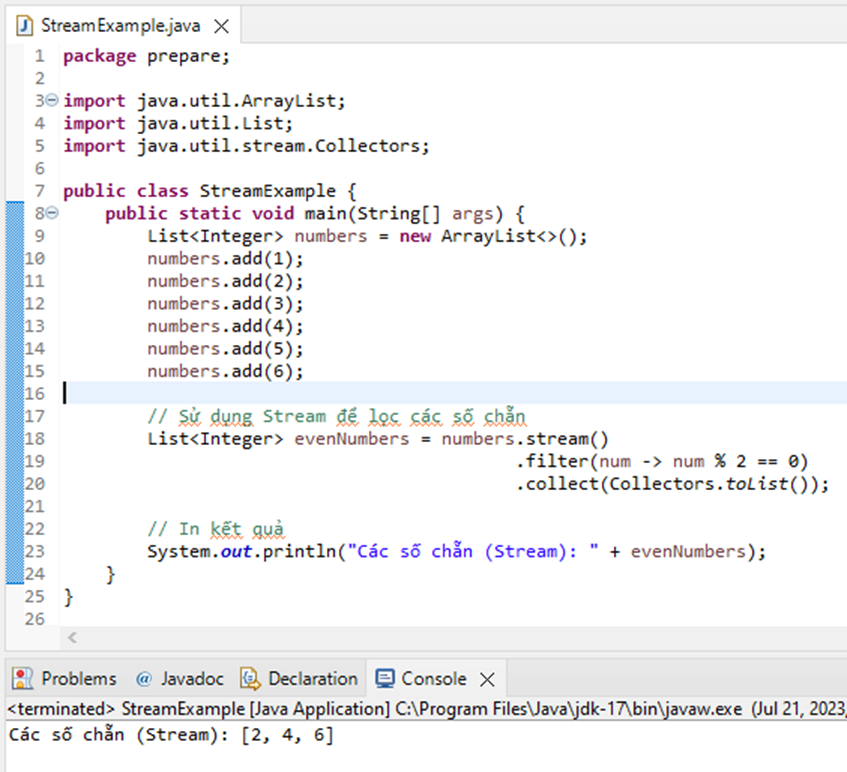 StreamExample.java
1 package prepare;
2
3 import java.util.ArrayList;
4 import java.util.List;
5 import java.util.stream.Collectors;
6
7 public class StreamExample {
8     public static void main(String[] args) {
9         List<Integer> numbers = new ArrayList<>();
10         numbers.add(1);
11         numbers.add(2);
12         numbers.add(3);
13         numbers.add(4);
14         numbers.add(5);
15         numbers.add(6);
16
17         // Sử dụng Stream để lọc các số chẵn
18         List<Integer> evenNumbers = numbers.stream()
19                                            .filter(num -> num % 2 == 0)
20                                            .collect(Collectors.toList());
21
22         // In kết quả
23         System.out.println("Các số chẵn (Stream): " + evenNumbers);
24     }
25 }
26
Problems @ Javadoc Declaration Console
<terminated> StreamExample [Java Application] C:\Program Files\Java\jdk-17\bin\javaw.exe (Jul 21, 2023,
Các số chẵn (Stream): [2, 4, 6]